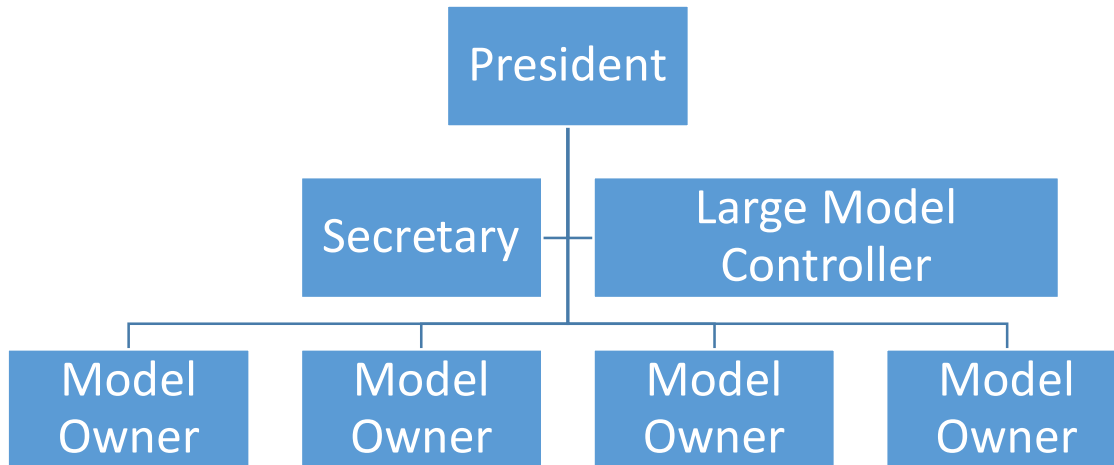 President
Secretary
Large Model
Controller
Model
Owner
Model
Owner
Model
Owner
Model
Owner